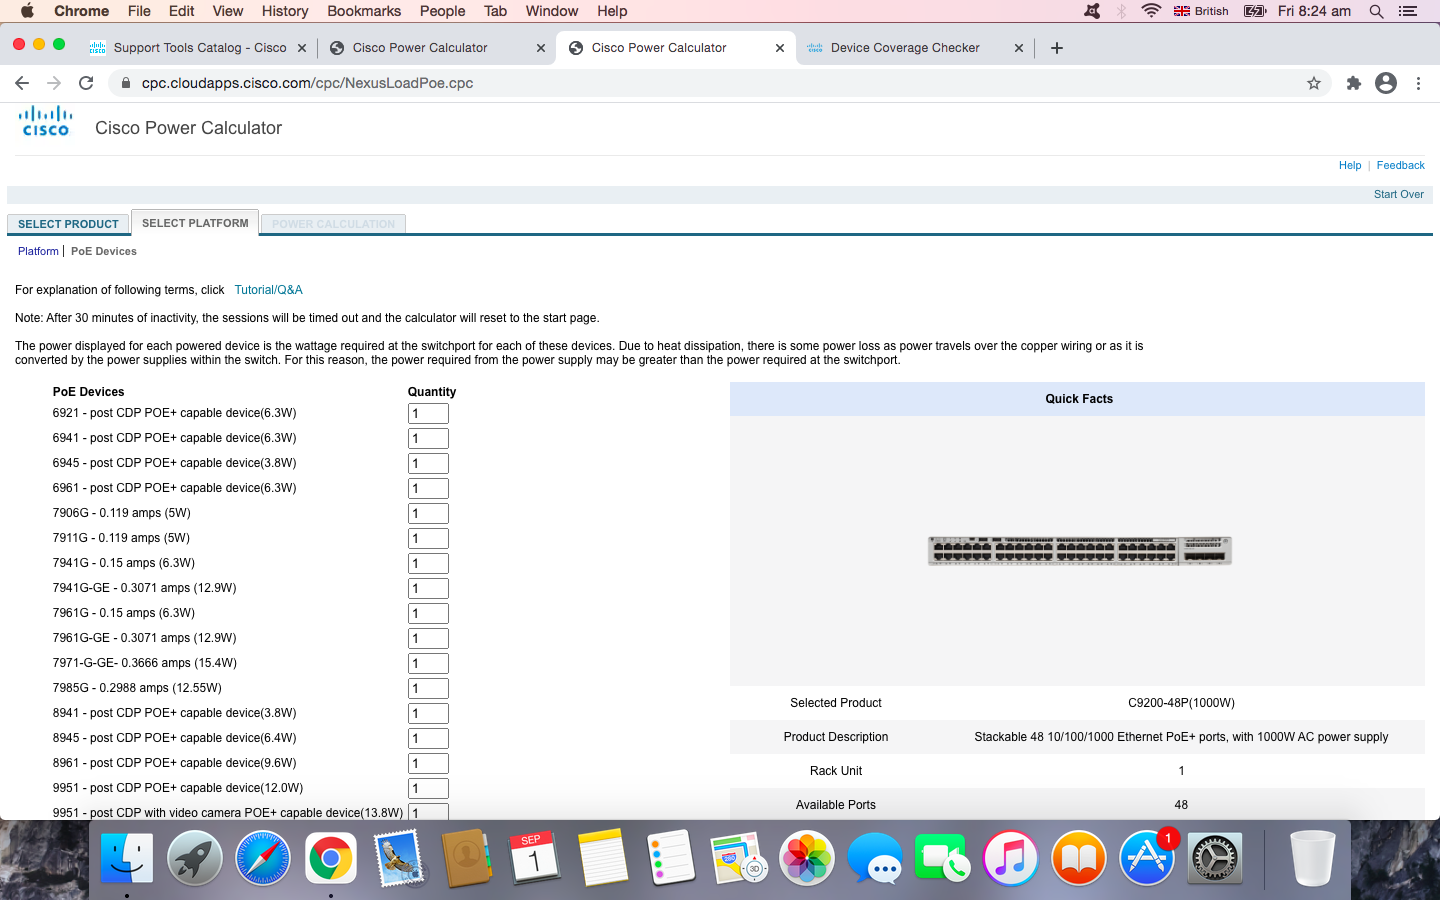 Chrome File Edit View History Bookmarks People Tab Window Help British Fri 8:24 am
Support Tools Catalog - Cisco Cisco Power Calculator Cisco Power Calculator Device Coverage Checker
cpc.cloudapps.cisco.com/cpc/NexusLoadPoe.cpc
CISCO Cisco Power Calculator
Help | Feedback
Start Over
SELECT PRODUCT SELECT PLATFORM POWER CALCULATION
Platform | PoE Devices
For explanation of following terms, click Tutorial/Q&A
Note: After 30 minutes of inactivity, the sessions will be timed out and the calculator will reset to the start page.
The power displayed for each powered device is the wattage required at the switchport for each of these devices. Due to heat dissipation, there is some power loss as power travels over the copper wiring or as it is
converted by the power supplies within the switch. For this reason, the power required from the power supply may be greater than the power required at the switchport.
PoE Devices Quantity
6921 - post CDP POE+ capable device(6.3W) 1
6941 - post CDP POE+ capable device(6.3W) 1
6945 - post CDP POE+ capable device(3.8W) 1
6961 - post CDP POE+ capable device(6.3W) 1
7906G - 0.119 amps (5W) 1
7911G - 0.119 amps (5W) 1
7941G - 0.15 amps (6.3W) 1
7941G-GE - 0.3071 amps (12.9W) 1
7961G - 0.15 amps (6.3W) 1
7961G-GE - 0.3071 amps (12.9W) 1
7971-G-GE- 0.3666 amps (15.4W) 1
7985G - 0.2988 amps (12.55W) 1
8941 - post CDP POE+ capable device(3.8W) 1
8945 - post CDP POE+ capable device(6.4W) 1
8961 - post CDP POE+ capable device(9.6W) 1
9951 - post CDP POE+ capable device(12.0W) 1
9951 - post CDP with video camera POE+ capable device(13.8W) 1
Quick Facts
Selected Product C9200-48P(1000W)
Product Description Stackable 48 10/100/1000 Ethernet PoE+ ports, with 1000W AC power supply
Rack Unit 1
Available Ports 48
SEP
1
280
3D
1